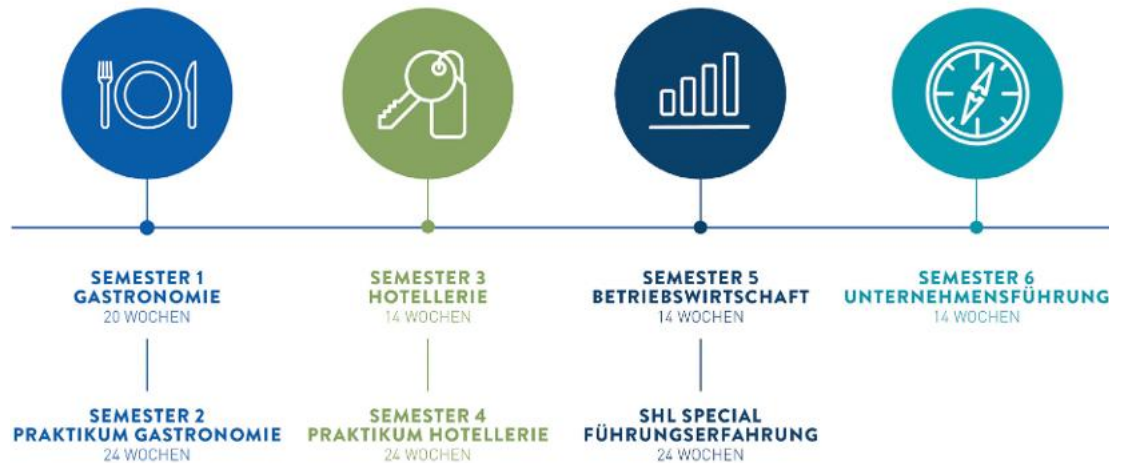 SEMESTER 1
GASTRONOMIE
20 WOCHEN
SEMESTER 2
PRAKTIKUM GASTRONOMIE
24 WOCHEN
SEMESTER 3
HOTELLERIE
14 WOCHEN
SEMESTER 4
PRAKTIKUM HOTELLERIE
24 WOCHEN
SEMESTER 5
BETRIEBSWIRTSCHAFT
14 WOCHEN
SHL SPECIAL
FÜHRUNGSERFAHRUNG
24 WOCHEN
SEMESTER 6
UNTERNEHMENSFÜHRUNG
14 WOCHEN